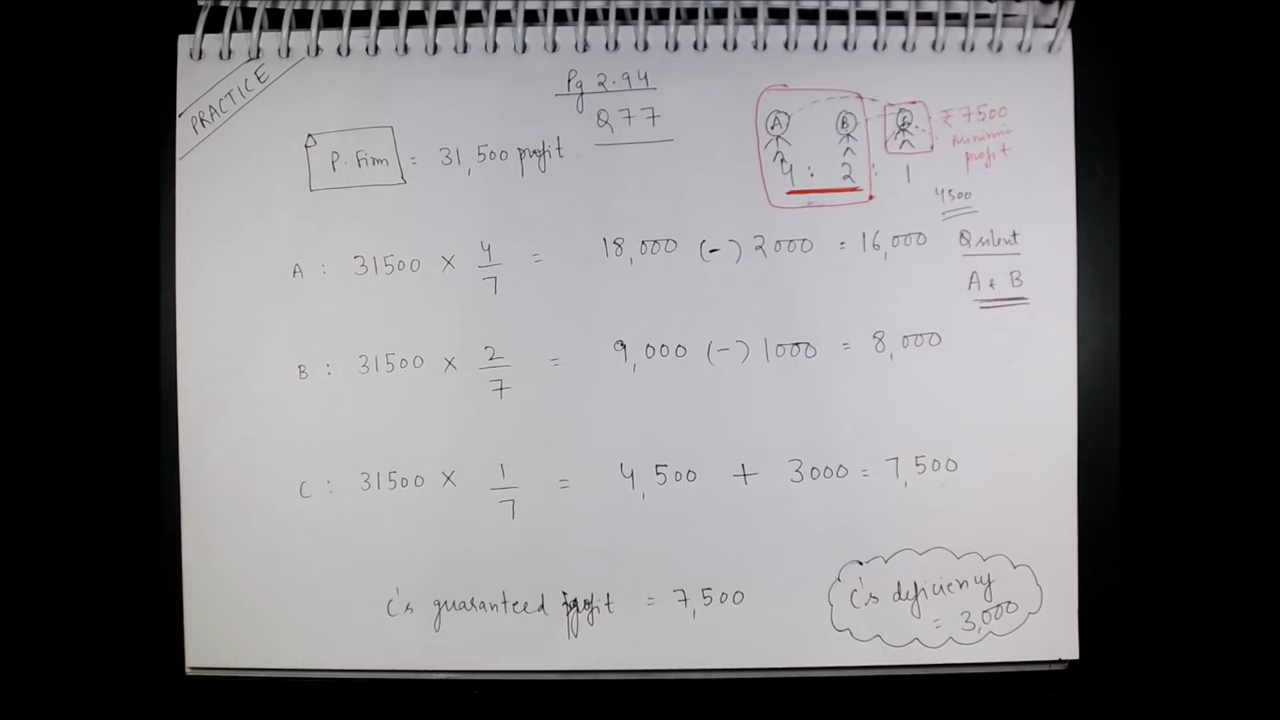 PRACTICE
Pg 2.94
Q77
P. Firm = 31,500 profit
A B C
4 : 2 : 1
₹7500
minimum
profit
4500
Q silent
A & B
A : 31500 × 4/7 = 18,000 (-) 2000 = 16,000
B : 31500 × 2/7 = 9,000 (-) 1000 = 8,000
C : 31500 × 1/7 = 4,500 + 3000 = 7,500
C's guaranteed profit = 7,500
C's deficiency
= 3,000